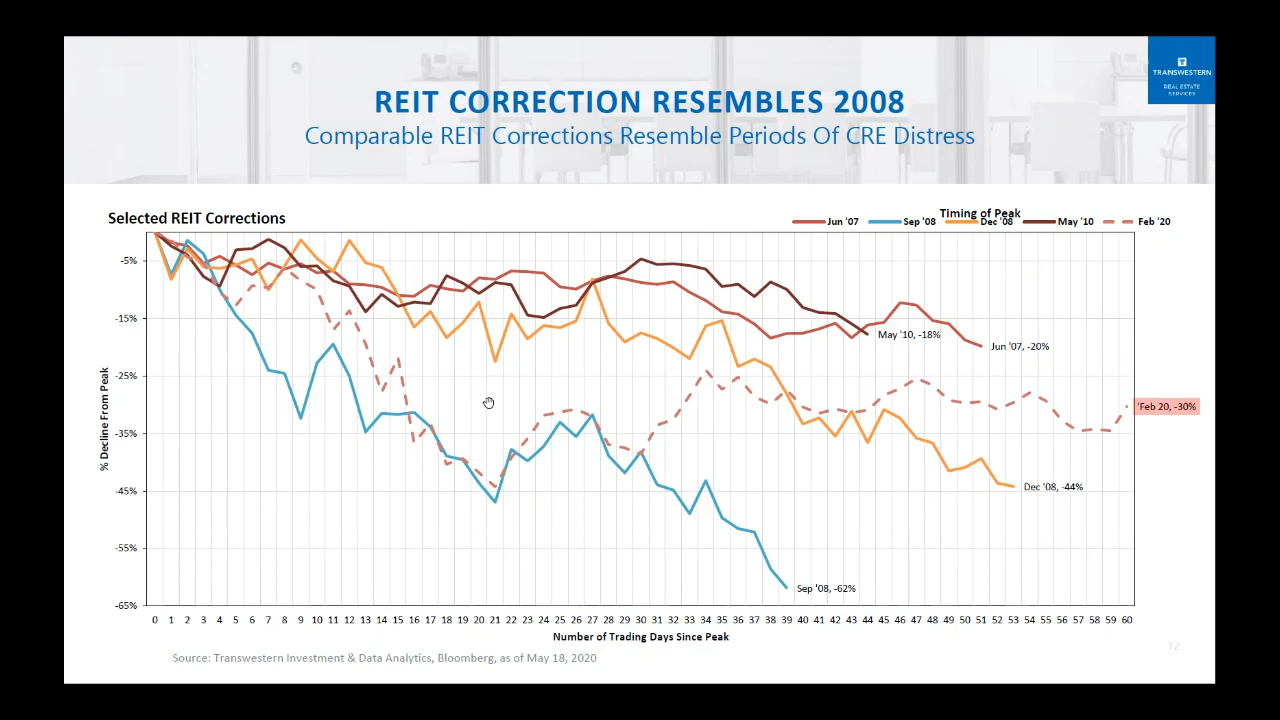 TRANSWESTERN
REAL ESTATE
SERVICES
REIT CORRECTION RESEMBLES 2008
Comparable REIT Corrections Resemble Periods Of CRE Distress
Selected REIT Corrections
Timing of Peak
Jun '07 Sep '08 Dec '08 May '10 Feb '20
-5%
-15%
-25%
-35%
-45%
-55%
-65%
% Decline From Peak
May '10, -18%
Jun '07, -20%
'Feb 20, -30%
Dec '08, -44%
Sep '08, -62%
0 1 2 3 4 5 6 7 8 9 10 11 12 13 14 15 16 17 18 19 20 21 22 23 24 25 26 27 28 29 30 31 32 33 34 35 36 37 38 39 40 41 42 43 44 45 46 47 48 49 50 51 52 53 54 55 56 57 58 59 60
Number of Trading Days Since Peak
Source: Transwestern Investment & Data Analytics, Bloomberg, as of May 18, 2020
12